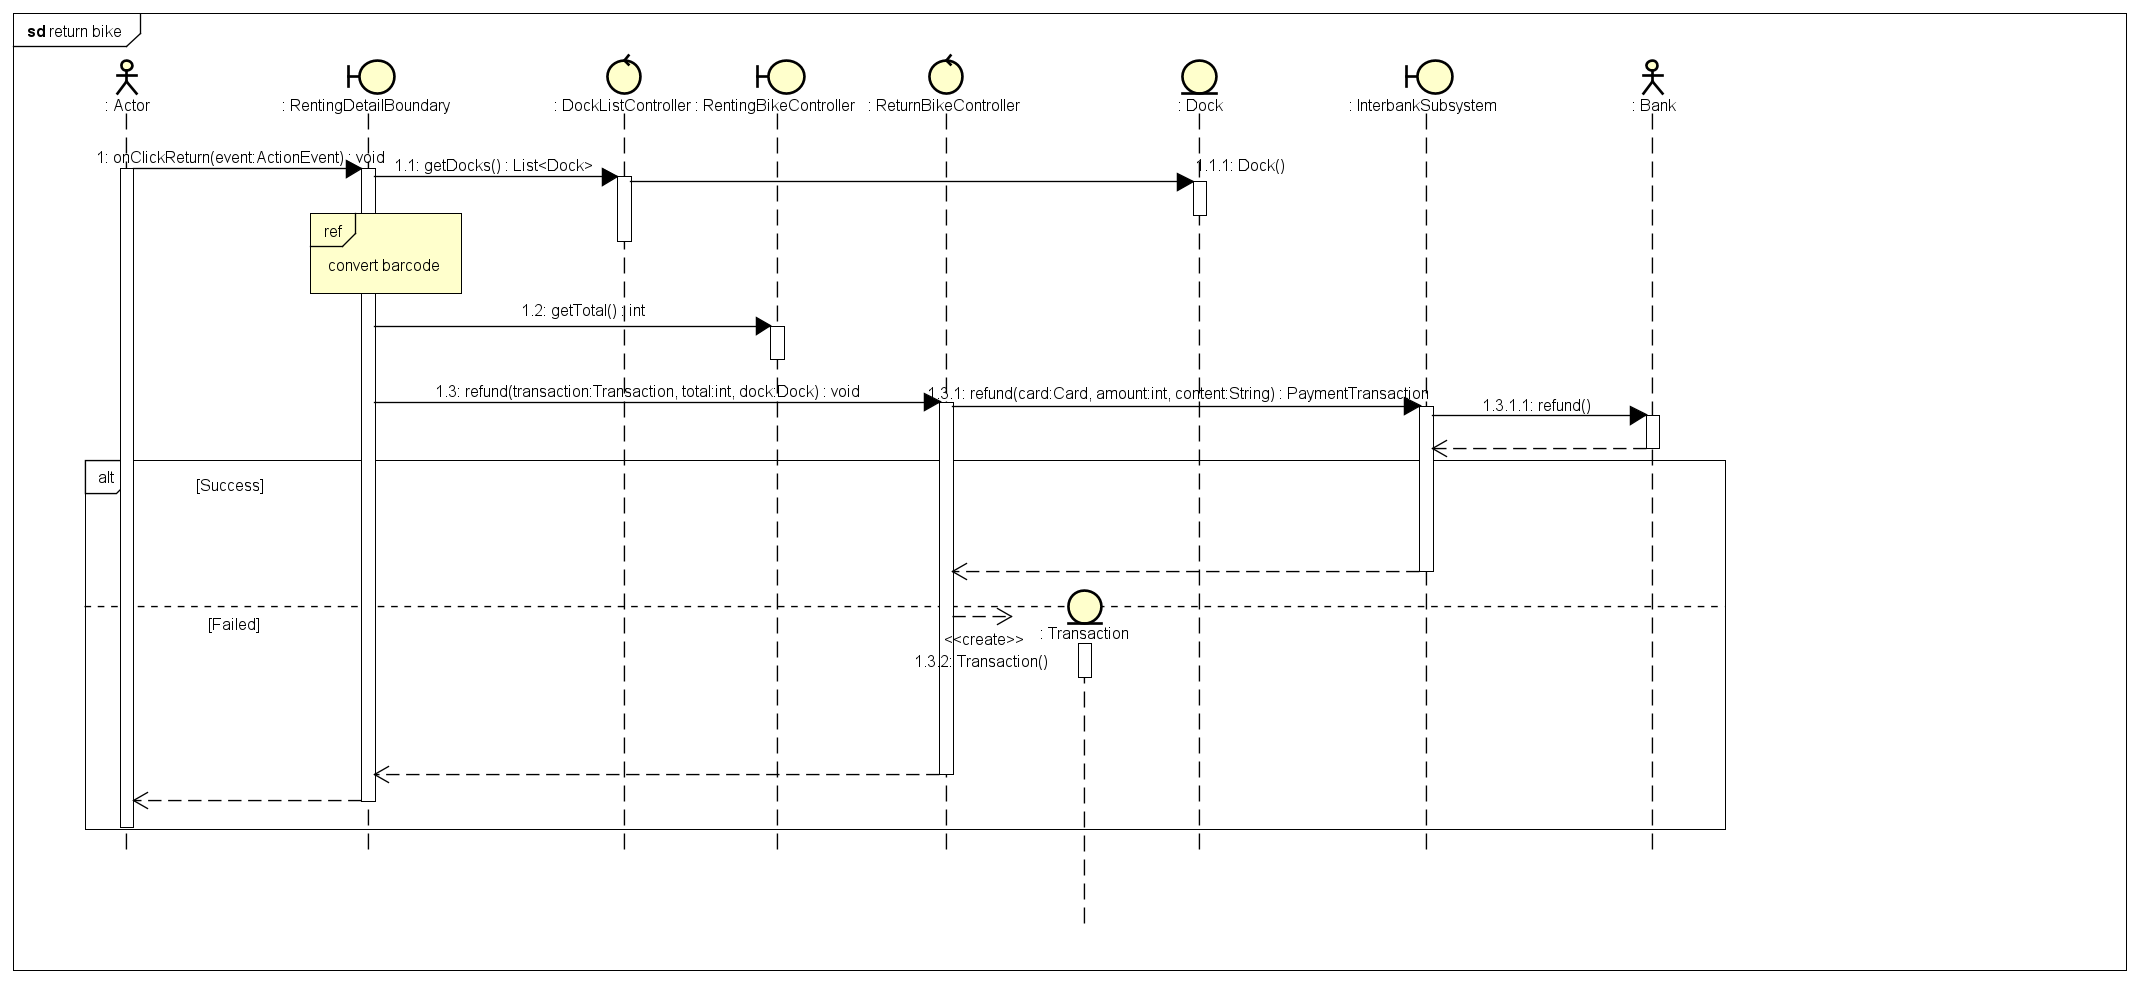 sd return bike
: Actor
: RentingDetailBoundary
: DockListController
: RentingBikeController
: ReturnBikeController
: Dock
: InterbankSubsystem
: Bank
1: onClickReturn(event:ActionEvent) : void
1.1: getDocks() : List<Dock>
1.1.1: Dock()
ref
convert barcode
1.2: getTotal() : int
1.3: refund(transaction:Transaction, total:int, dock:Dock) : void
1.3.1: refund(card:Card, amount:int, content:String) : PaymentTransaction
1.3.1.1: refund()
alt
[Success]
[Failed]
<<create>>
: Transaction
1.3.2: Transaction()